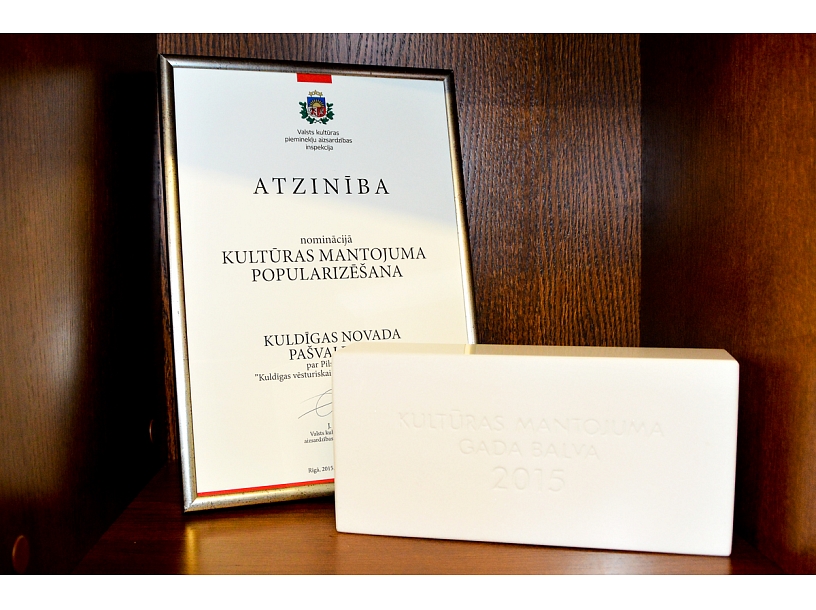 Valsts kultūras
pieminekļu aizsardzības
inspekcija
ATZINĪBA
nominācijā
KULTŪRAS MANTOJUMA
POPULARIZĒŠANA
KULDĪGAS NOVADA
par
"Kuldīgas
J.
Valsts
Rīgā, 2015
KULTŪRAS MANTOJUMA
GADA BALVA
2015